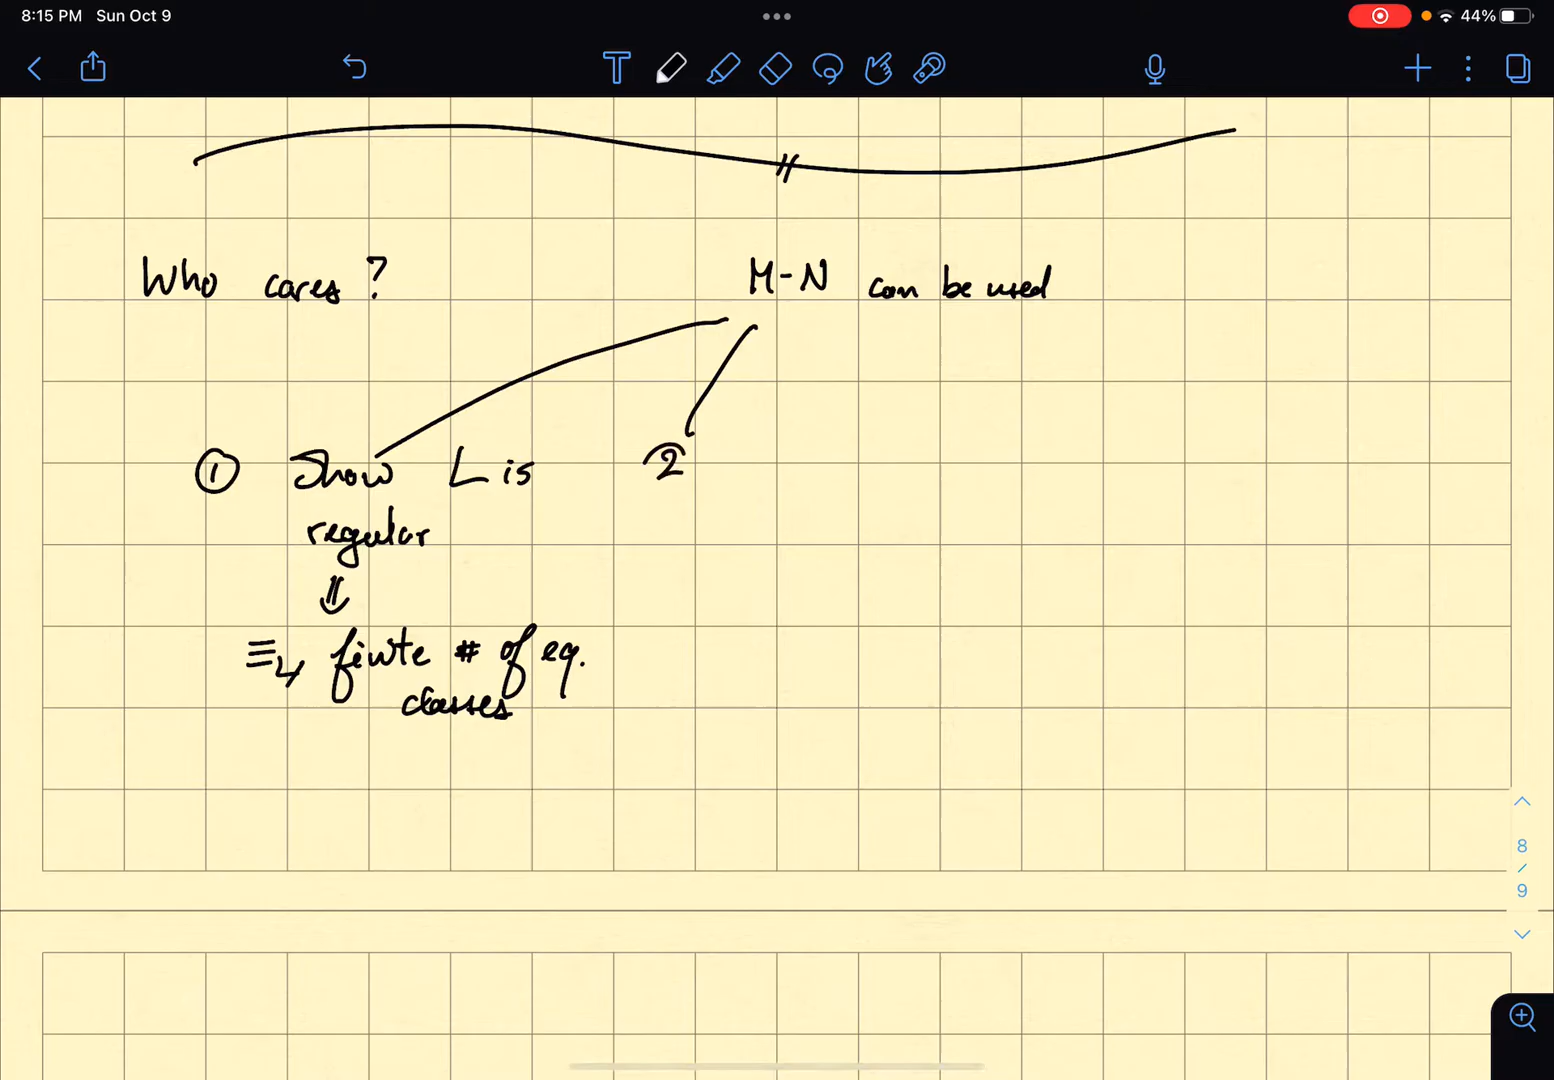 8:15 PM Sun Oct 9
44%
Who cares ?
M-N can be used
① Show L is
②
regular
⇓
≡L finite # of eq.
classes
8
/
9